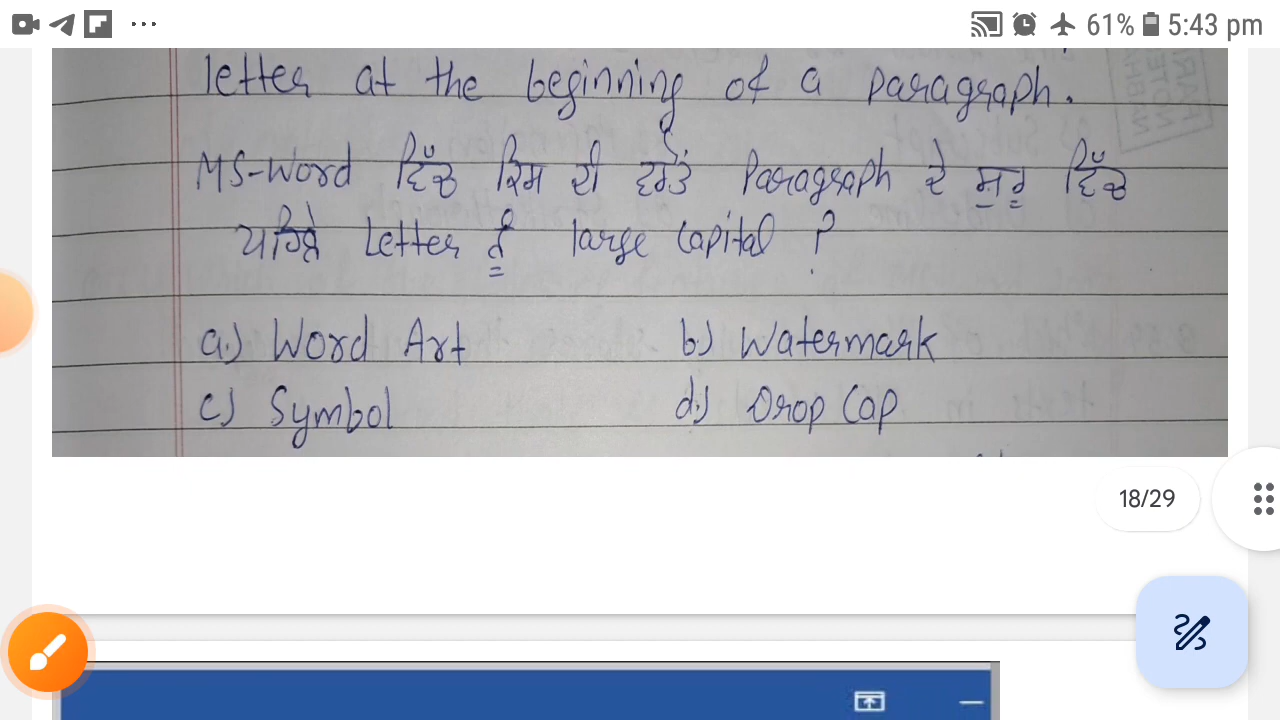 61% 5:43 pm
letter at the beginning of a paragraph.
MS-Word ਵਿੱਚ ਕਿਸ ਦੀ ਵਰਤੋਂ Paragraph ਦੇ ਸ਼ੁਰੂ ਵਿੱਚ
ਪਹਿਲੇ Letter ਨੂੰ large capital ?
a.) Word Art b.) Watermark
c.) Symbol d.) Drop Cap
18/29